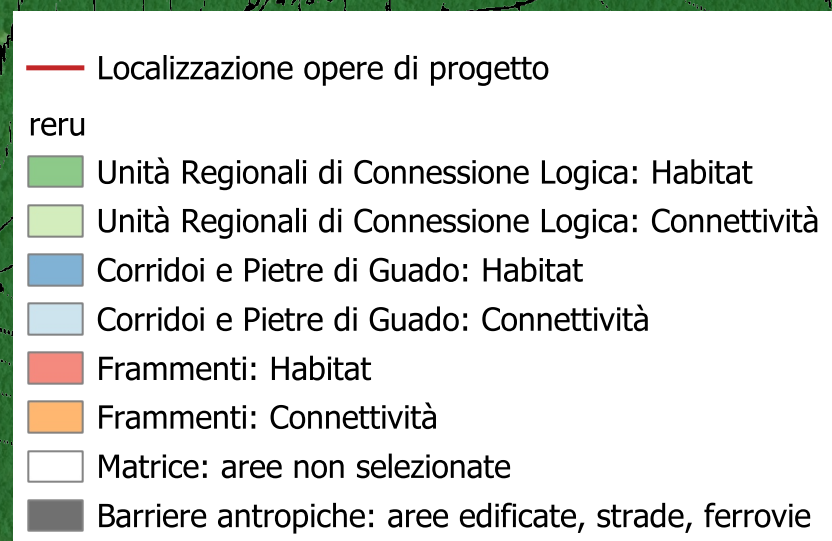 Localizzazione opere di progetto
reru
Unità Regionali di Connessione Logica: Habitat
Unità Regionali di Connessione Logica: Connettività
Corridoi e Pietre di Guado: Habitat
Corridoi e Pietre di Guado: Connettività
Frammenti: Habitat
Frammenti: Connettività
Matrice: aree non selezionate
Barriere antropiche: aree edificate, strade, ferrovie